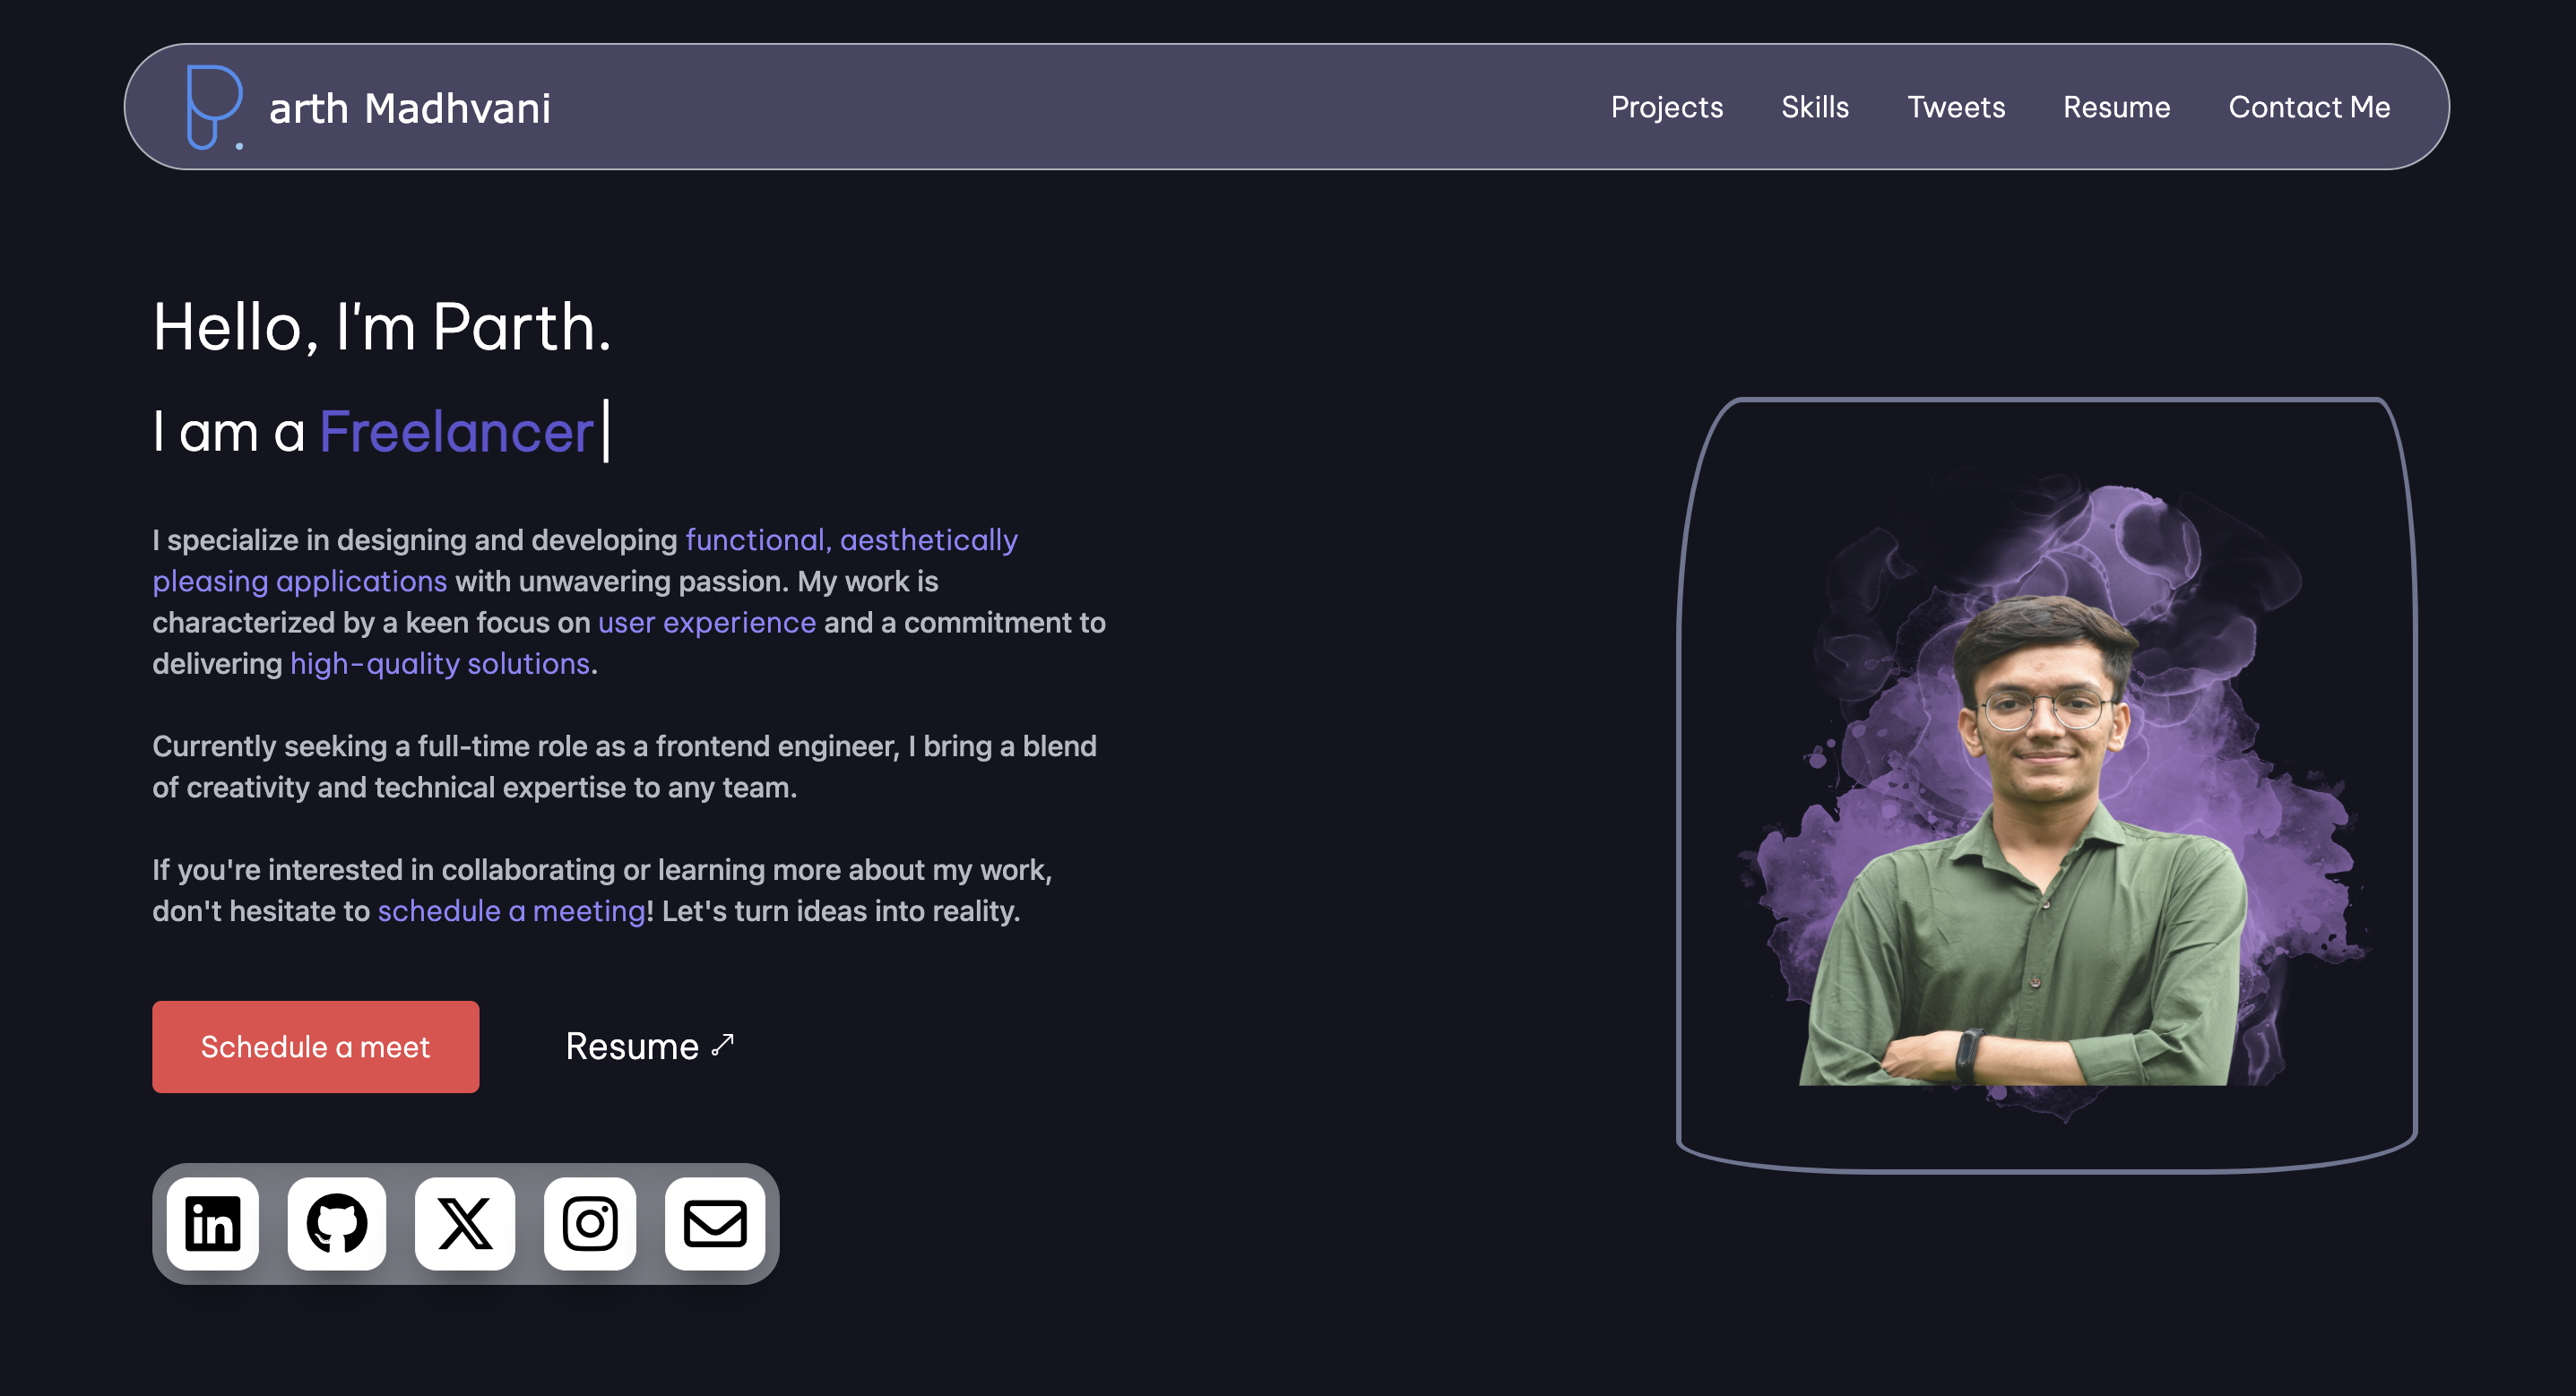 P. arth Madhvani
Projects Skills Tweets Resume Contact Me
Hello, I'm Parth.
I am a Freelancer
I specialize in designing and developing functional, aesthetically
pleasing applications with unwavering passion. My work is
characterized by a keen focus on user experience and a commitment to
delivering high-quality solutions.
Currently seeking a full-time role as a frontend engineer, I bring a blend
of creativity and technical expertise to any team.
If you're interested in collaborating or learning more about my work,
don't hesitate to schedule a meeting! Let's turn ideas into reality.
Schedule a meet
Resume
in
X